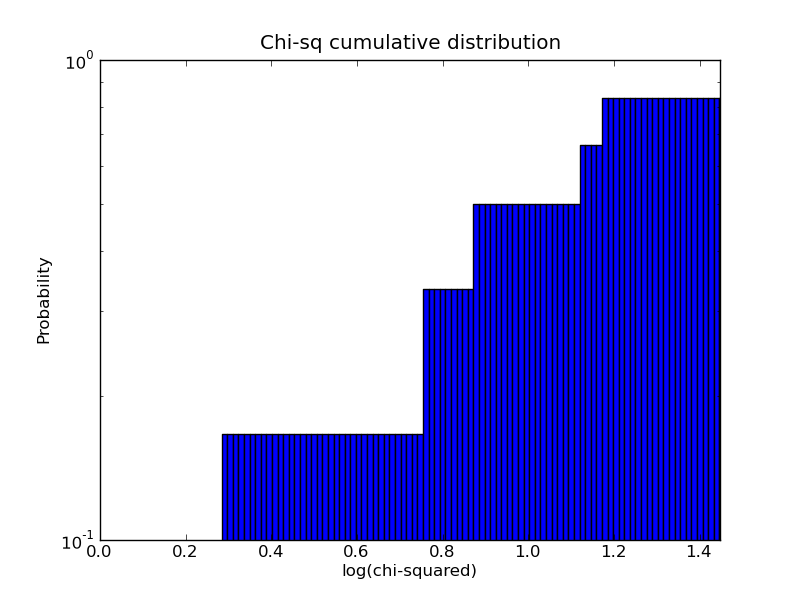 Chi-sq cumulative distribution
10^0
Probability
10^-1
0.0 0.2 0.4 0.6 0.8 1.0 1.2 1.4
log(chi-squared)